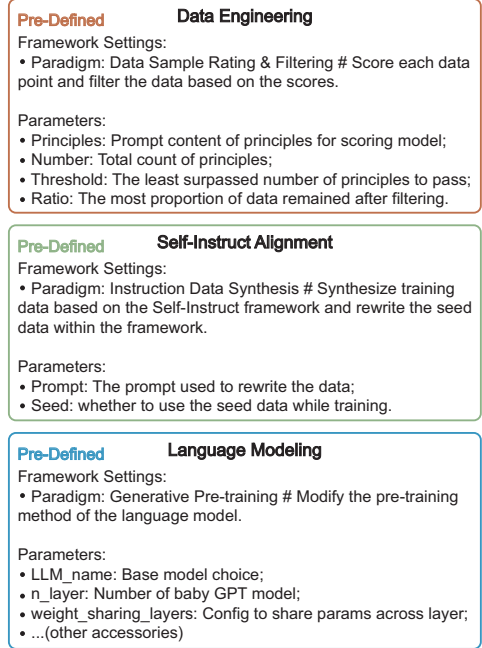 Pre-Defined Data Engineering
Framework Settings:
• Paradigm: Data Sample Rating & Filtering # Score each data
point and filter the data based on the scores.
Parameters:
• Principles: Prompt content of principles for scoring model;
• Number: Total count of principles;
• Threshold: The least surpassed number of principles to pass;
• Ratio: The most proportion of data remained after filtering.
Pre-Defined Self-Instruct Alignment
Framework Settings:
• Paradigm: Instruction Data Synthesis # Synthesize training
data based on the Self-Instruct framework and rewrite the seed
data within the framework.
Parameters:
• Prompt: The prompt used to rewrite the data;
• Seed: whether to use the seed data while training.
Pre-Defined Language Modeling
Framework Settings:
• Paradigm: Generative Pre-training # Modify the pre-training
method of the language model.
Parameters:
• LLM_name: Base model choice;
• n_layer: Number of baby GPT model;
• weight_sharing_layers: Config to share params across layer;
• ...(other accessories)